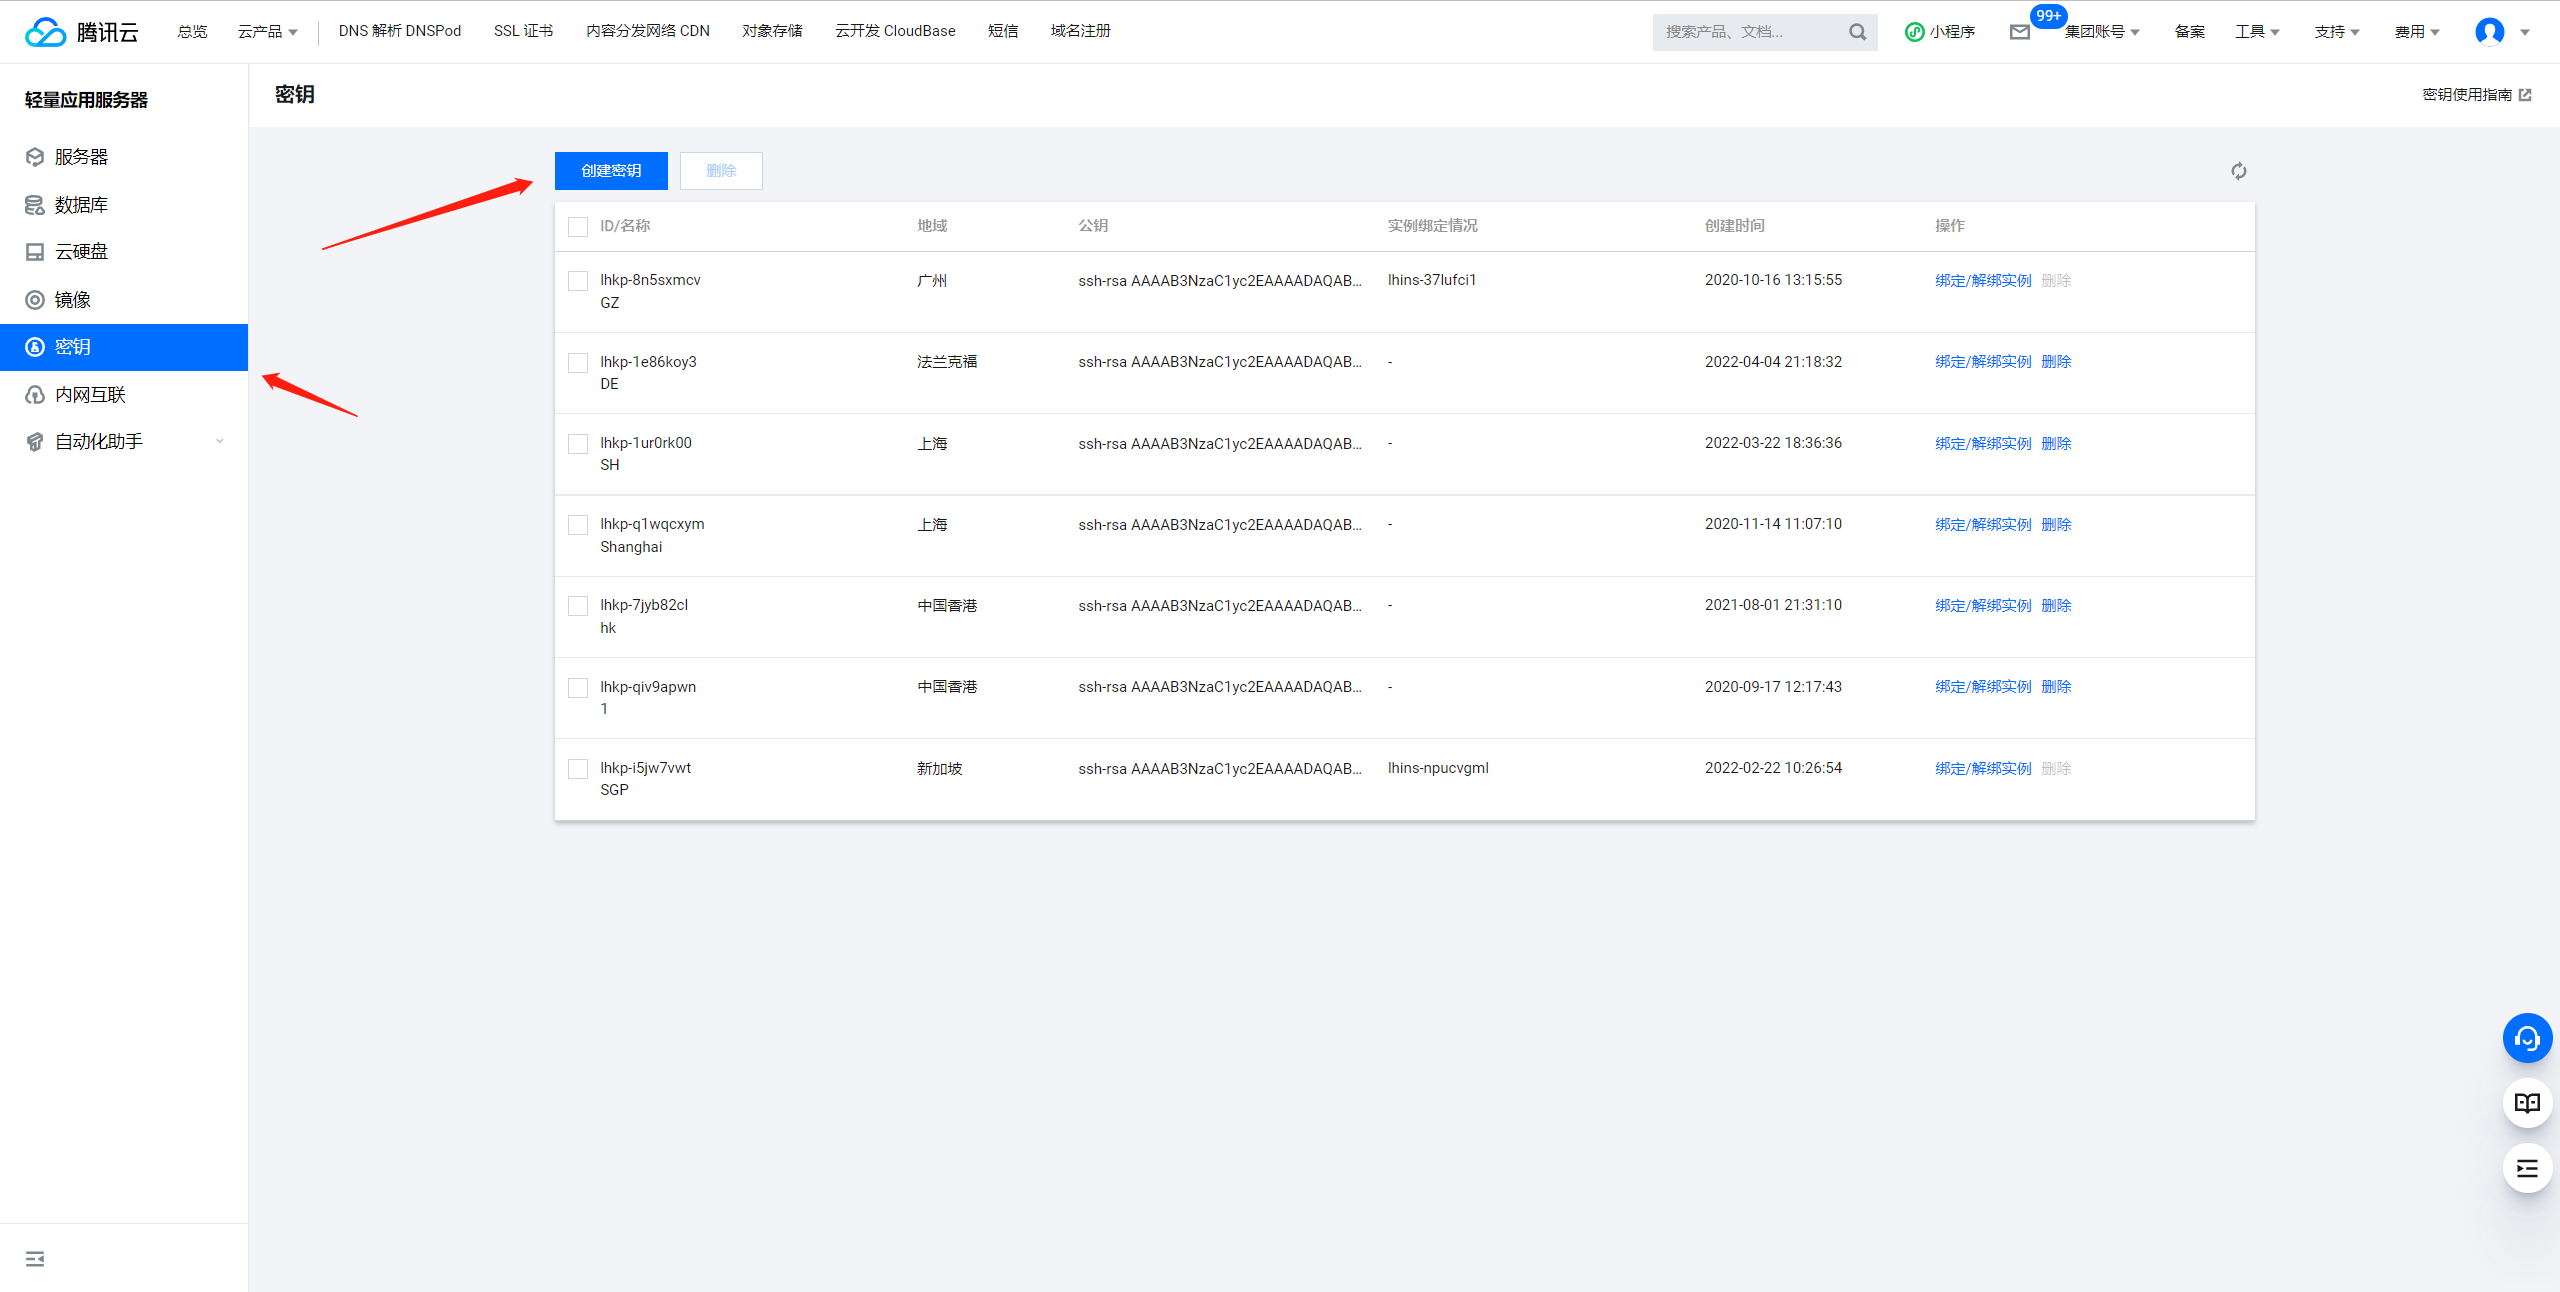 腾讯云 总览 云产品 DNS 解析 DNSPod SSL 证书 内容分发网络 CDN 对象存储 云开发 CloudBase 短信 域名注册 搜索产品、文档... 小程序 99+ 集团账号 备案 工具 支持 费用
轻量应用服务器
服务器
数据库
云硬盘
镜像
密钥
内网互联
自动化助手
密钥 密钥使用指南
创建密钥 删除
ID/名称 地域 公钥 实例绑定情况 创建时间 操作
lhkp-8n5sxmcv 广州 ssh-rsa AAAAB3NzaC1yc2EAAAADAQAB... lhins-37lufci1 2020-10-16 13:15:55 绑定/解绑实例 删除
GZ
lhkp-1e86koy3 法兰克福 ssh-rsa AAAAB3NzaC1yc2EAAAADAQAB... - 2022-04-04 21:18:32 绑定/解绑实例 删除
DE
lhkp-1ur0rk00 上海 ssh-rsa AAAAB3NzaC1yc2EAAAADAQAB... - 2022-03-22 18:36:36 绑定/解绑实例 删除
SH
lhkp-q1wqcxym 上海 ssh-rsa AAAAB3NzaC1yc2EAAAADAQAB... - 2020-11-14 11:07:10 绑定/解绑实例 删除
Shanghai
lhkp-7jyb82cl 中国香港 ssh-rsa AAAAB3NzaC1yc2EAAAADAQAB... - 2021-08-01 21:31:10 绑定/解绑实例 删除
hk
lhkp-qiv9apwn 中国香港 ssh-rsa AAAAB3NzaC1yc2EAAAADAQAB... - 2020-09-17 12:17:43 绑定/解绑实例 删除
1
lhkp-i5jw7vwt 新加坡 ssh-rsa AAAAB3NzaC1yc2EAAAADAQAB... lhins-npucvgml 2022-02-22 10:26:54 绑定/解绑实例 删除
SGP